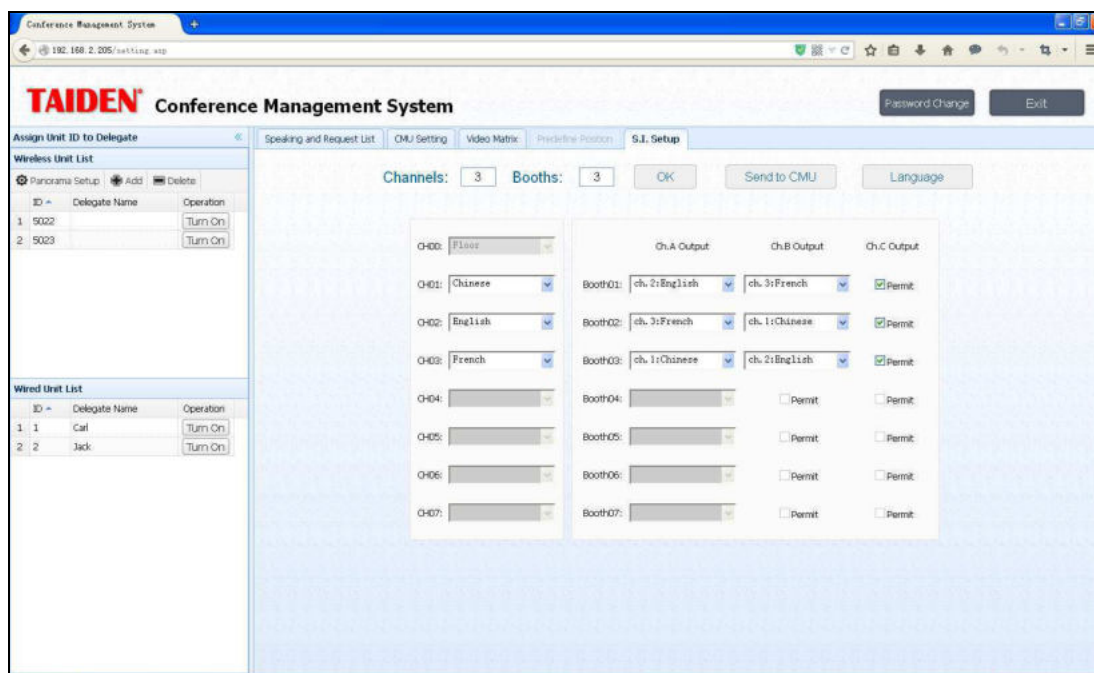 Conference Management System
192.168.2.205/setting.asp
TAIDEN® Conference Management System
Password Change
Exit
Assign Unit ID to Delegate
Wireless Unit List
Panorama Setup Add Delete
ID Delegate Name Operation
1 5022 Turn On
2 5023 Turn On
Wired Unit List
ID Delegate Name Operation
1 1 Carl Turn On
2 2 Jack Turn On
Speaking and Request List CMU Setting Video Matrix Predefine Position S.I. Setup
Channels: 3 Booths: 3 OK Send to CMU Language
CH00: Floor Ch.A Output Ch.B Output Ch.C Output
CH01: Chinese Booth01: ch.2:English ch.3:French Permit
CH02: English Booth02: ch.3:French ch.1:Chinese Permit
CH03: French Booth03: ch.1:Chinese ch.2:English Permit
CH04: Booth04: Permit Permit
CH05: Booth05: Permit Permit
CH06: Booth06: Permit Permit
CH07: Booth07: Permit Permit